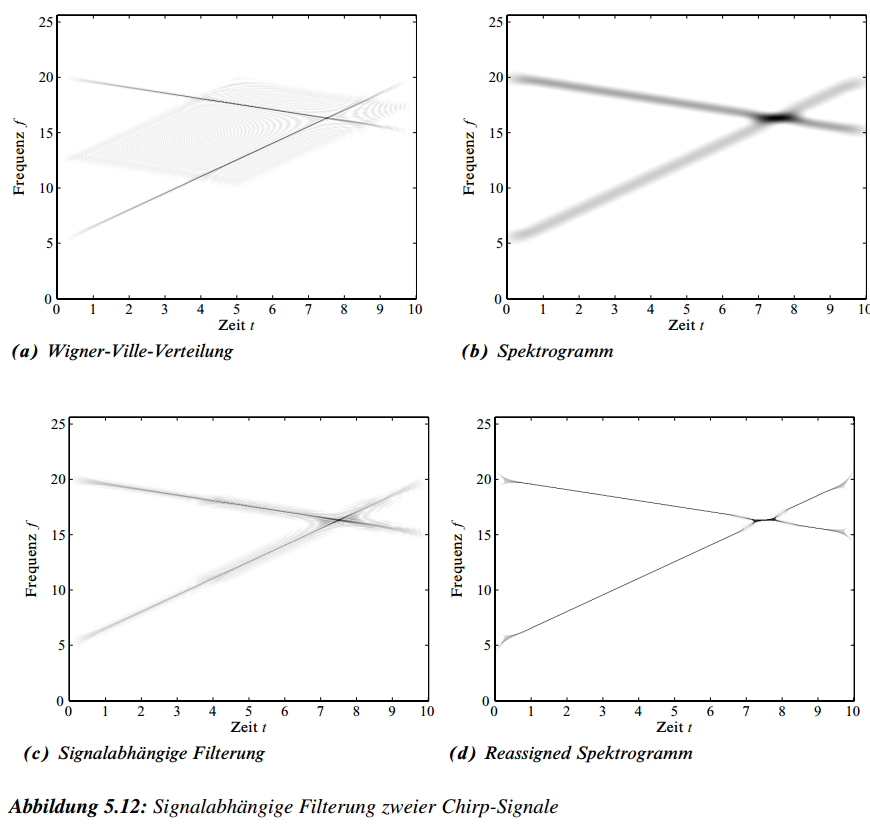 25
20
15
10
5
0
Frequenz f
0 1 2 3 4 5 6 7 8 9 10
Zeit t
(a) Wigner-Ville-Verteilung
25
20
15
10
5
0
Frequenz f
0 1 2 3 4 5 6 7 8 9 10
Zeit t
(b) Spektrogramm
25
20
15
10
5
0
Frequenz f
0 1 2 3 4 5 6 7 8 9 10
Zeit t
(c) Signalabhängige Filterung
25
20
15
10
5
0
Frequenz f
0 1 2 3 4 5 6 7 8 9 10
Zeit t
(d) Reassigned Spektrogramm
Abbildung 5.12: Signalabhängige Filterung zweier Chirp-Signale